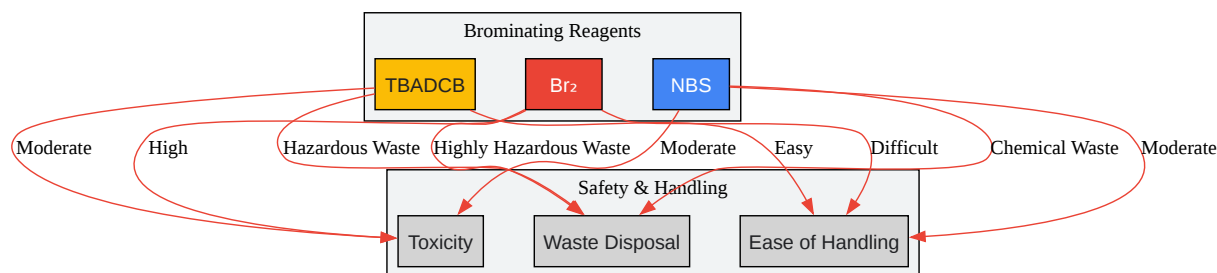 Brominating Reagents
TBADCB
Br₂
NBS
Moderate
High
Hazardous Waste
Highly Hazardous Waste
Moderate
Easy
Difficult
Chemical Waste
Moderate
Safety & Handling
Toxicity
Waste Disposal
Ease of Handling